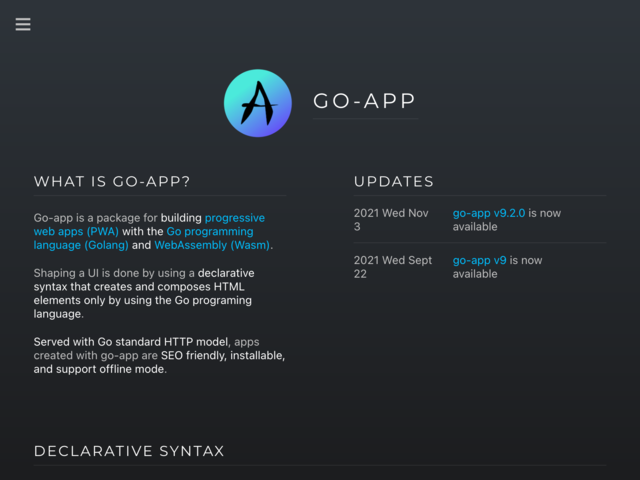 GO-APP
WHAT IS GO-APP?
Go-app is a package for building progressive
web apps (PWA) with the Go programming
language (Golang) and WebAssembly (Wasm).
Shaping a UI is done by using a declarative
syntax that creates and composes HTML
elements only by using the Go programing
language.
Served with Go standard HTTP model, apps
created with go-app are SEO friendly, installable,
and support offline mode.
UPDATES
2021 Wed Nov
3
go-app v9.2.0 is now
available
2021 Wed Sept
22
go-app v9 is now
available
DECLARATIVE SYNTAX